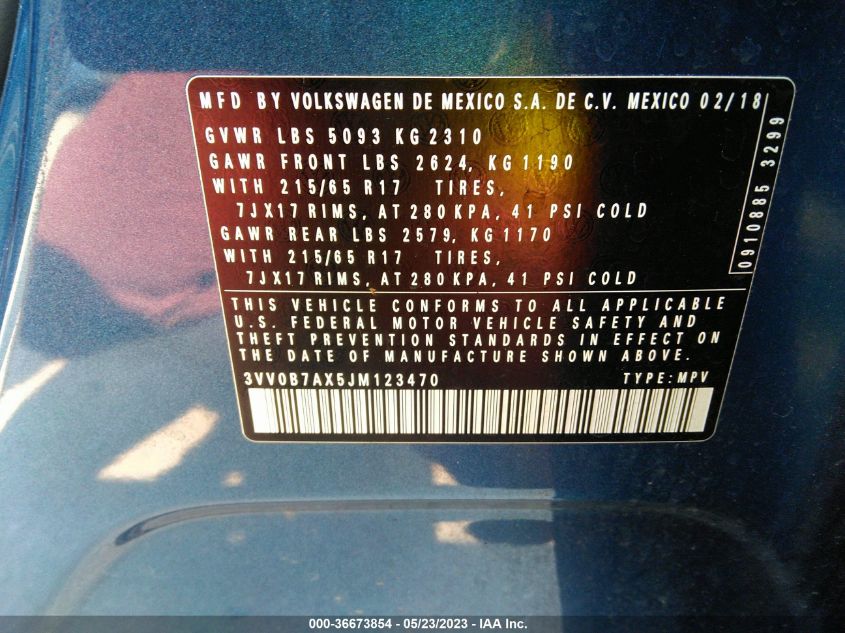 MFD BY VOLKSWAGEN DE MEXICO S.A. DE C.V. MEXICO 02/18
GVWR LBS 5093 KG 2310
GAWR FRONT LBS 2624, KG 1190
WITH 215/65 R17 TIRES,
7JX17 RIMS, AT 280 KPA, 41 PSI COLD
GAWR REAR LBS 2579, KG 1170
WITH 215/65 R17 TIRES,
7JX17 RIMS, AT 280 KPA, 41 PSI COLD
0910885 3299
THIS VEHICLE CONFORMS TO ALL APPLICABLE
U.S. FEDERAL MOTOR VEHICLE SAFETY AND
THEFT PREVENTION STANDARDS IN EFFECT ON
THE DATE OF MANUFACTURE SHOWN ABOVE.
3VV0B7AX5JM123470 TYPE: MPV
000-36673854 - 05/23/2023 - IAA Inc.